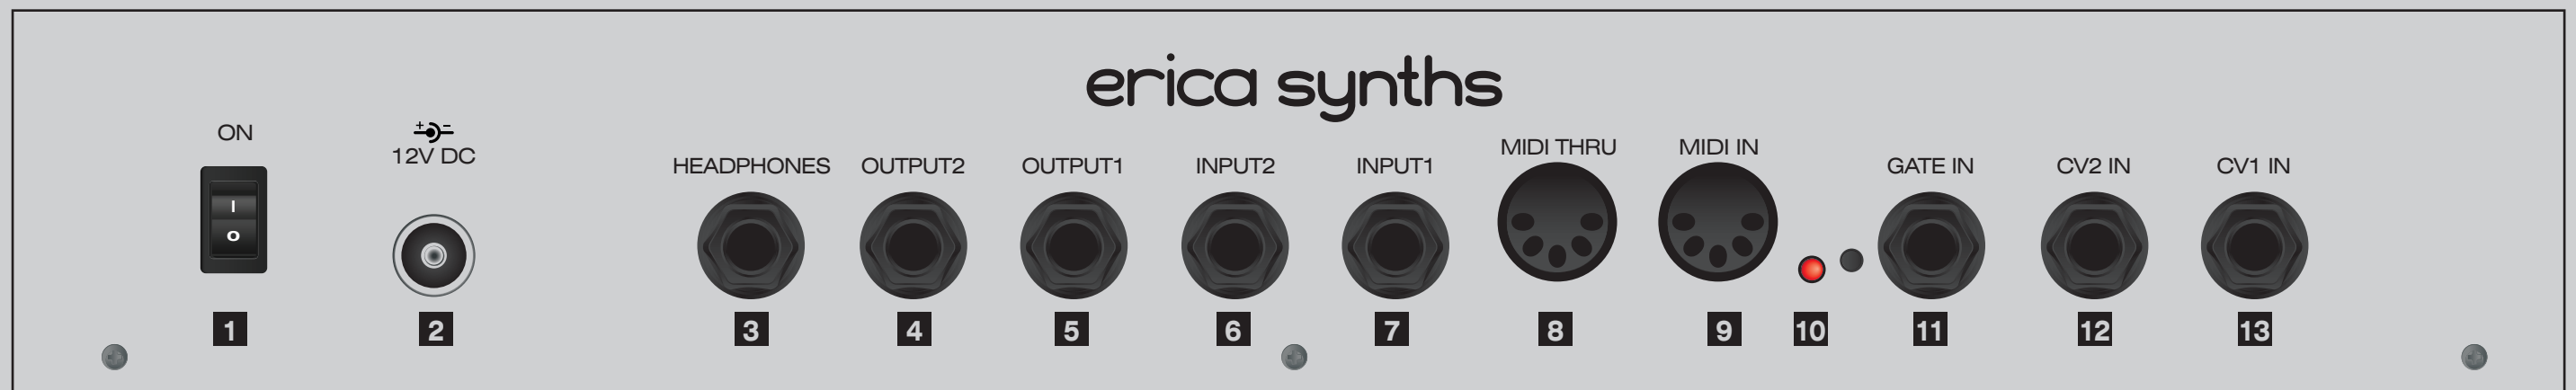 erica synths
ON
+ −
12V DC
HEADPHONES OUTPUT2 OUTPUT1 INPUT2 INPUT1 MIDI THRU MIDI IN GATE IN CV2 IN CV1 IN
I
O
1 2 3 4 5 6 7 8 9 10 11 12 13